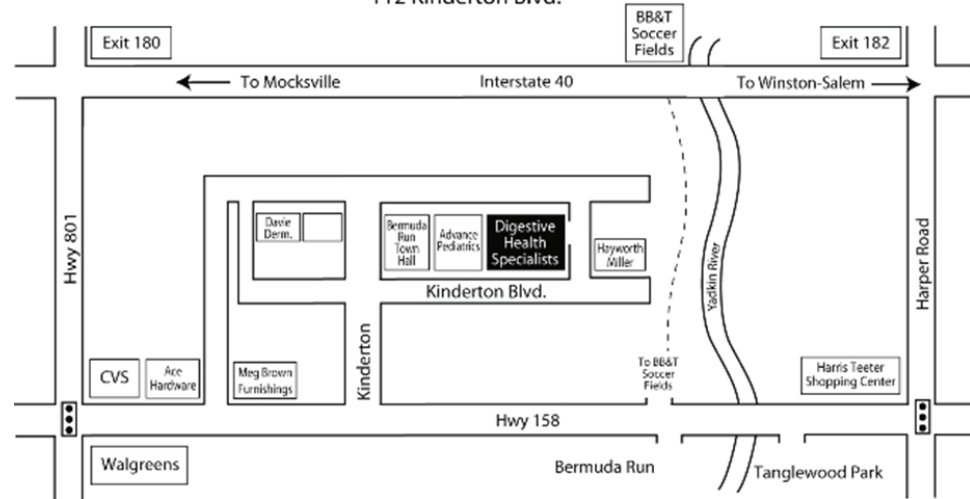 112 Kinderton Blvd.
BB&T
Soccer
Fields
Exit 180
Exit 182
To Mocksville
Interstate 40
To Winston-Salem
Hwy 801
Davie
Derm.
Bermuda
Run
Town
Hall
Advance
Pediatrics
Digestive
Health
Specialists
Hayworth
Miller
Yadkin River
Harper Road
Kinderton Blvd.
Kinderton
CVS
Ace
Hardware
Meg Brown
Furnishings
To BB&T
Soccer
Fields
Harris Teeter
Shopping Center
Hwy 158
Walgreens
Bermuda Run
Tanglewood Park